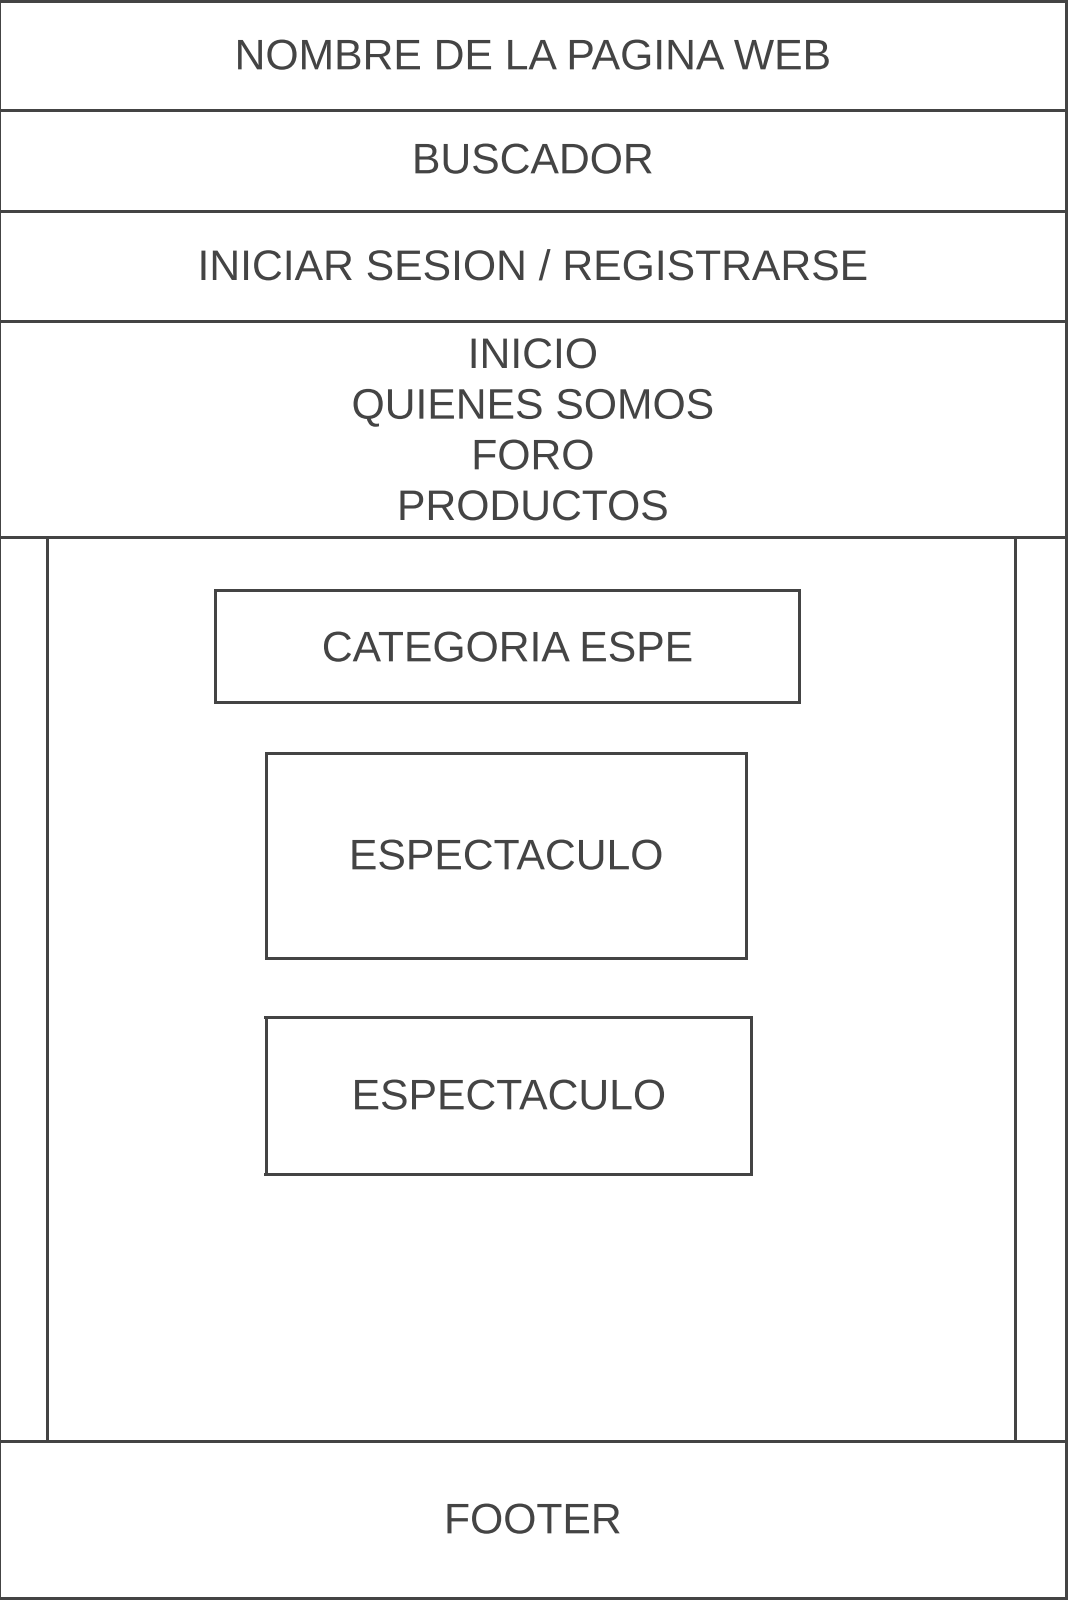 NOMBRE DE LA PAGINA WEB
BUSCADOR
INICIAR SESION / REGISTRARSE
INICIO
QUIENES SOMOS
FORO
PRODUCTOS
CATEGORIA ESPE
ESPECTACULO
ESPECTACULO
FOOTER